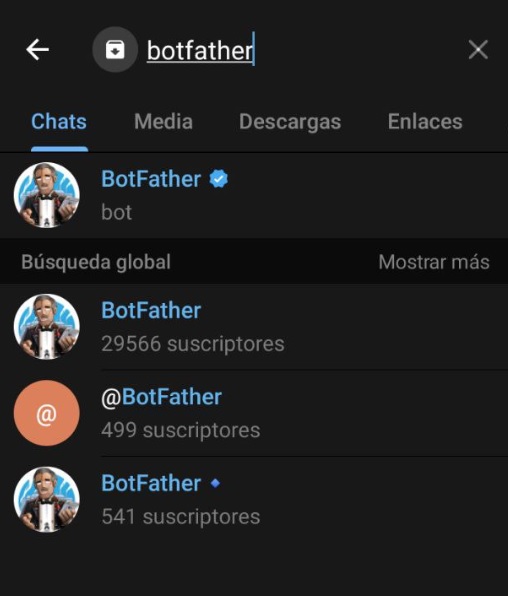 botfather
Chats Media Descargas Enlaces
BotFather
bot
Búsqueda global Mostrar más
BotFather
29566 suscriptores
@
@BotFather
499 suscriptores
BotFather
541 suscriptores